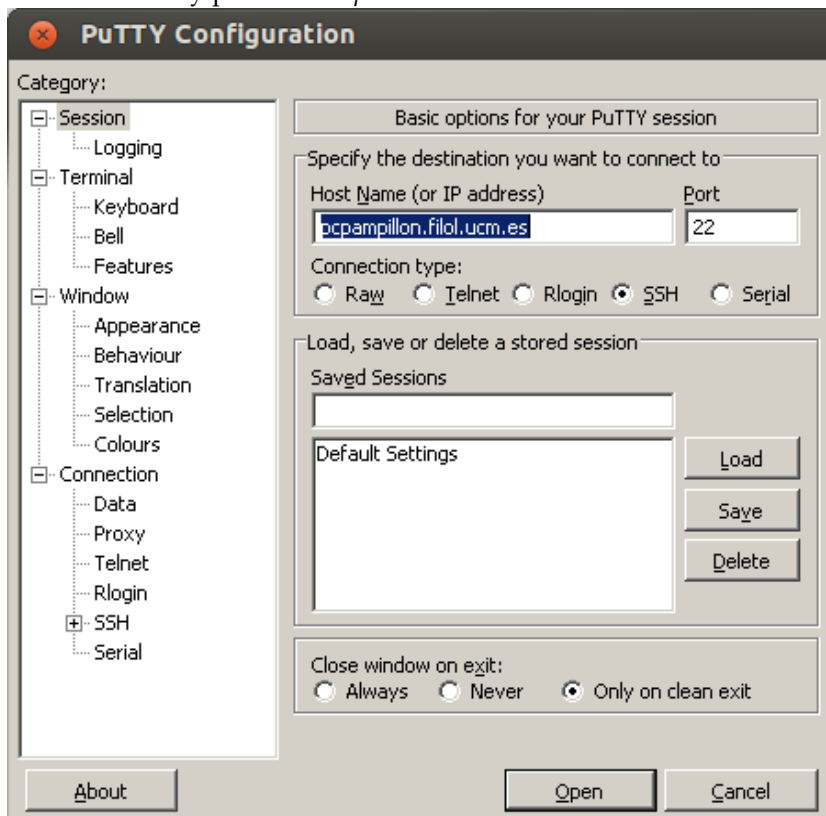 PuTTY Configuration
Category:
Session
Logging
Terminal
Keyboard
Bell
Features
Window
Appearance
Behaviour
Translation
Selection
Colours
Connection
Data
Proxy
Telnet
Rlogin
SSH
Serial
Basic options for your PuTTY session
Specify the destination you want to connect to
Host Name (or IP address) Port
pcpampillon.filol.ucm.es 22
Connection type:
Raw Telnet Rlogin SSH Serial
Load, save or delete a stored session
Saved Sessions
Default Settings
Load
Save
Delete
Close window on exit:
Always Never Only on clean exit
About Open Cancel